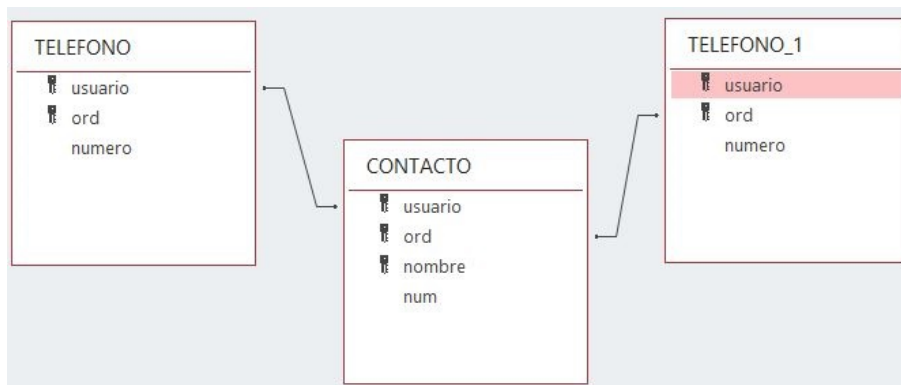 TELEFONO
usuario
ord
numero
CONTACTO
usuario
ord
nombre
num
TELEFONO_1
usuario
ord
numero